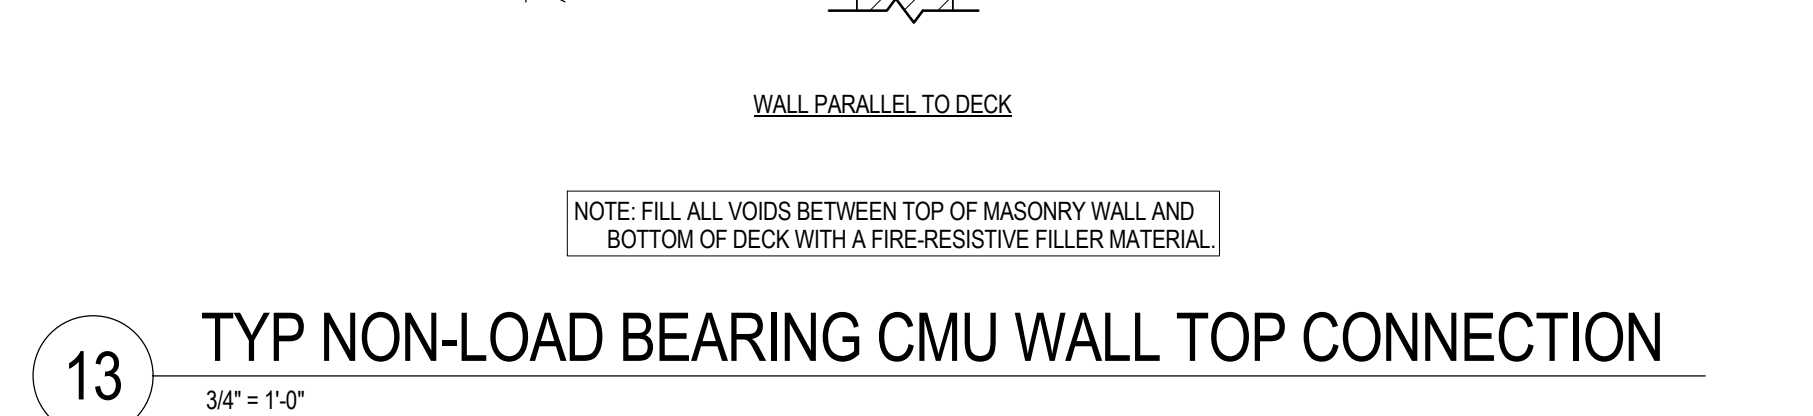 WALL PARALLEL TO DECK
NOTE: FILL ALL VOIDS BETWEEN TOP OF MASONRY WALL AND
BOTTOM OF DECK WITH A FIRE-RESISTIVE FILLER MATERIAL.
13
TYP NON-LOAD BEARING CMU WALL TOP CONNECTION
3/4" = 1'-0"